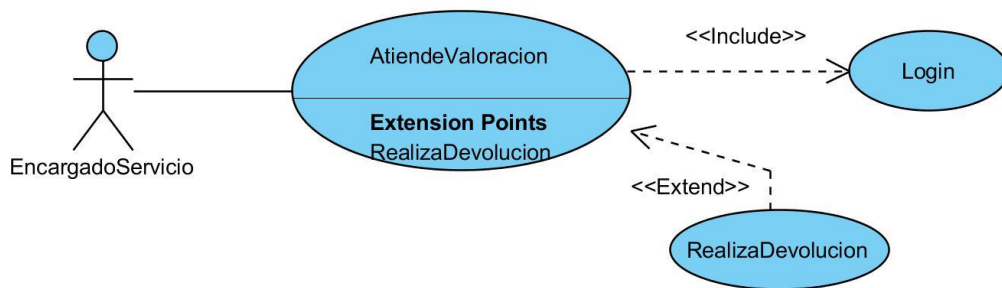 EncargadoServicio
AtiendeValoracion
Extension Points
RealizaDevolucion
<<Include>>
Login
<<Extend>>
RealizaDevolucion